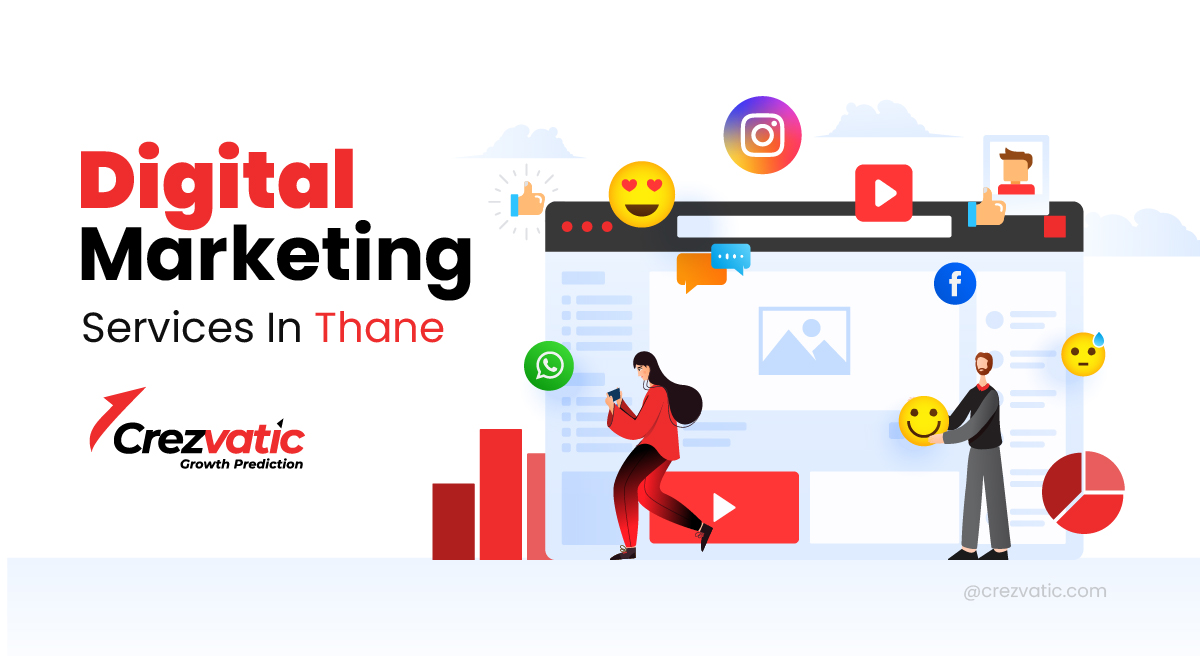 Digital
Marketing
Services In Thane
Crezvatic
Growth Prediction
@crezvatic.com